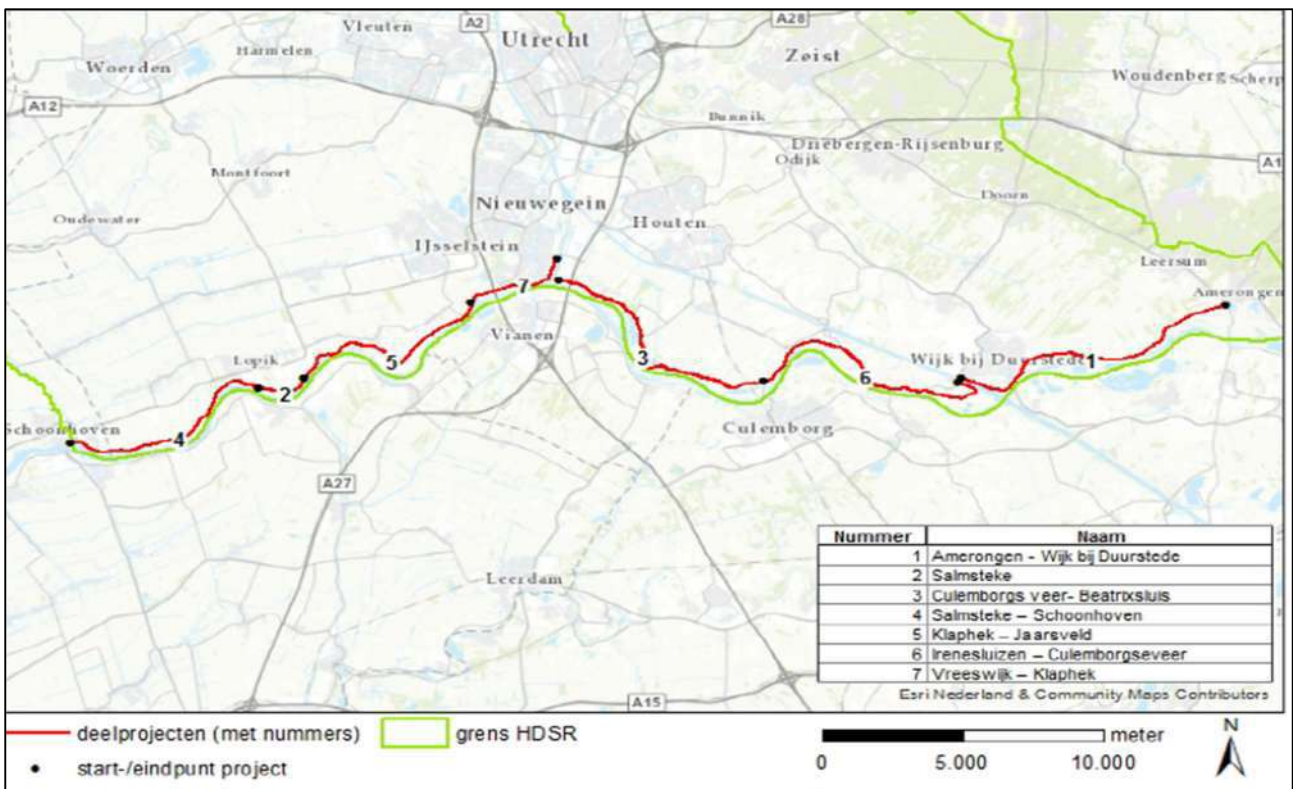 Vleuten
A2
A28
Utrecht
Harmelen
Zeist
Woerden
Woudenberg
Scherp
A12
Bunnik
Driebergen-Rijsenburg
Odijk
A1
Montfoort
Doorn
Nieuwegein
Oudewater
Houten
IJsselstein
Leersum
7
Amerongen
Vianen
Lopik
5
3
Wijk bij Duurstede
1
2
6
Schoonhoven
4
Culemborg
A27
Leerdam
A15
Nummer Naam
1 Amerongen - Wijk bij Duurstede
2 Salmsteke
3 Culemborgs veer- Beatrixsluis
4 Salmsteke – Schoonhoven
5 Klaphek – Jaarsveld
6 Irenesluizen – Culemborgseveer
7 Vreeswijk – Klaphek
Esri Nederland & Community Maps Contributors
deelprojecten (met nummers) grens HDSR
start-/eindpunt project
meter
0 5.000 10.000
N